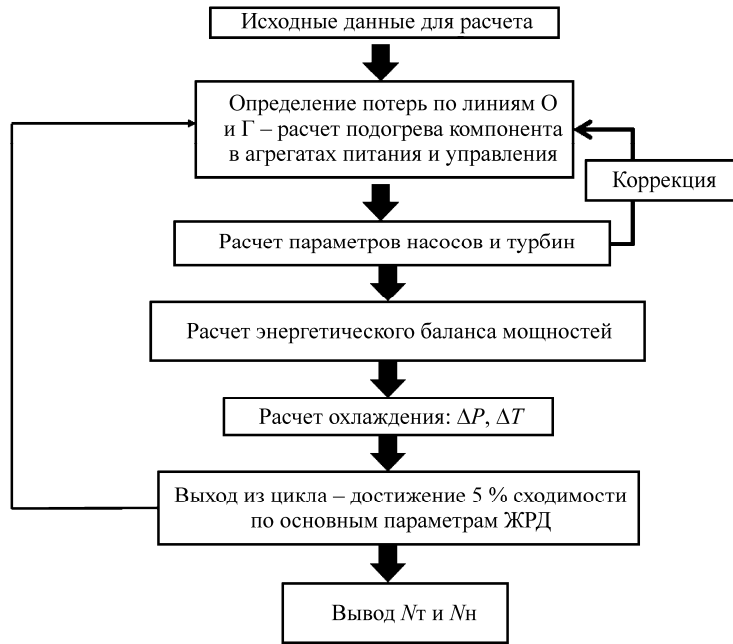 Исходные данные для расчета
Определение потерь по линиям О
и Г – расчет подогрева компонента
в агрегатах питания и управления
Коррекция
Расчет параметров насосов и турбин
Расчет энергетического баланса мощностей
Расчет охлаждения: ΔP, ΔT
Выход из цикла – достижение 5 % сходимости
по основным параметрам ЖРД
Вывод Nт и Nн